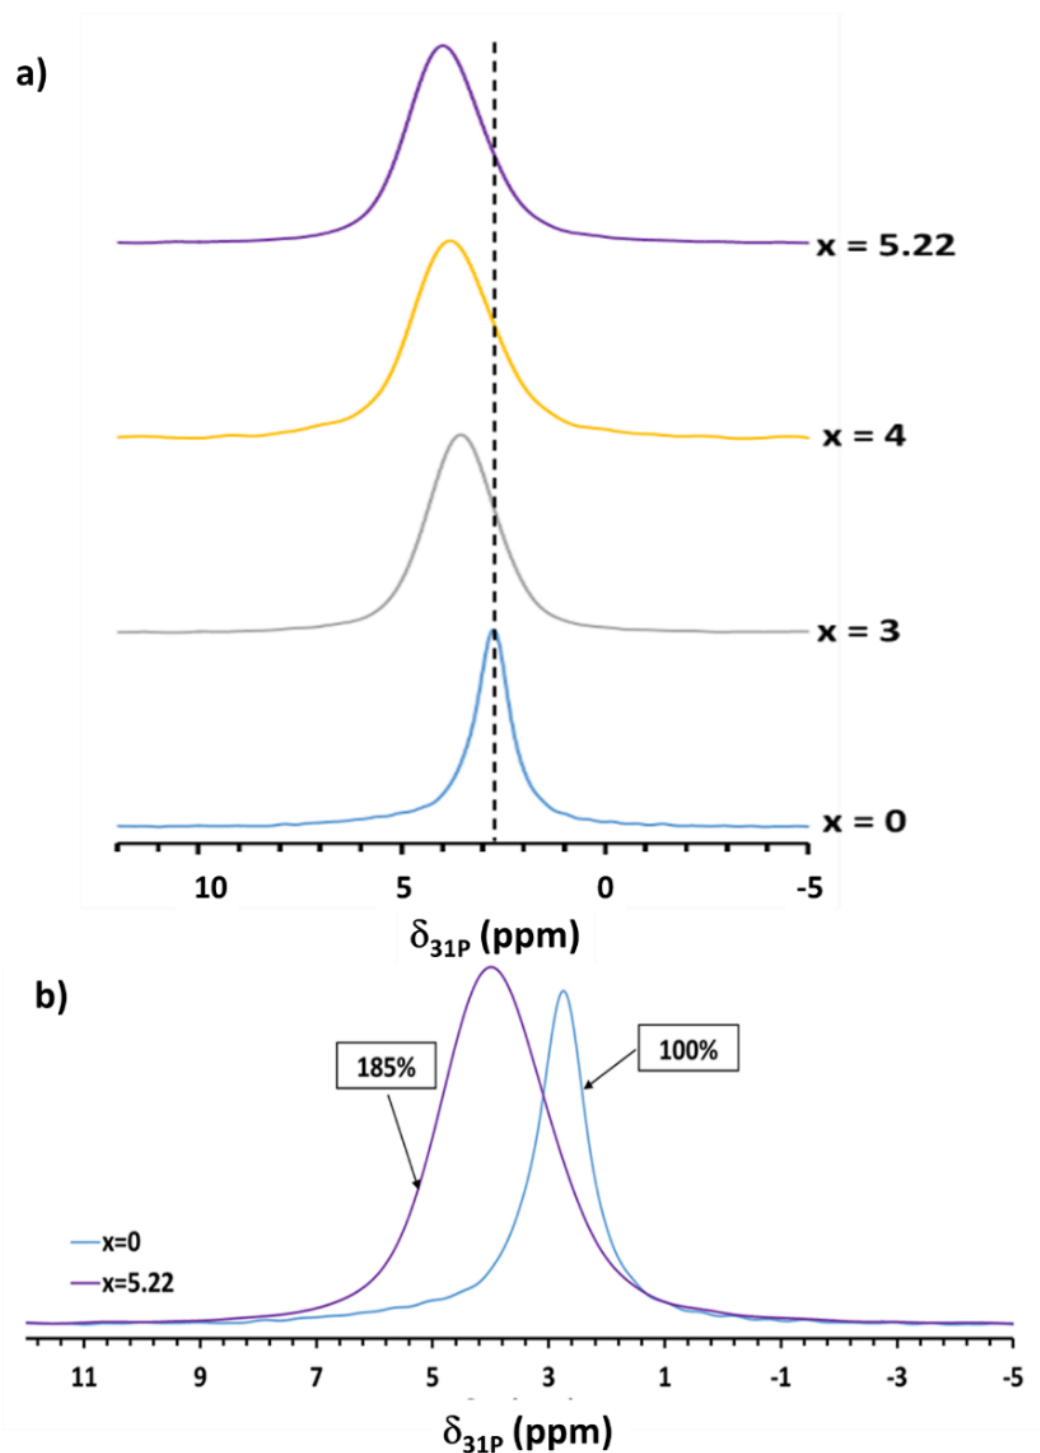 a)
x = 5.22
x = 4
x = 3
x = 0
10 5 0 -5
δ31P (ppm)
b)
185%
100%
x=0
x=5.22
11 9 7 5 3 1 -1 -3 -5
δ31P (ppm)